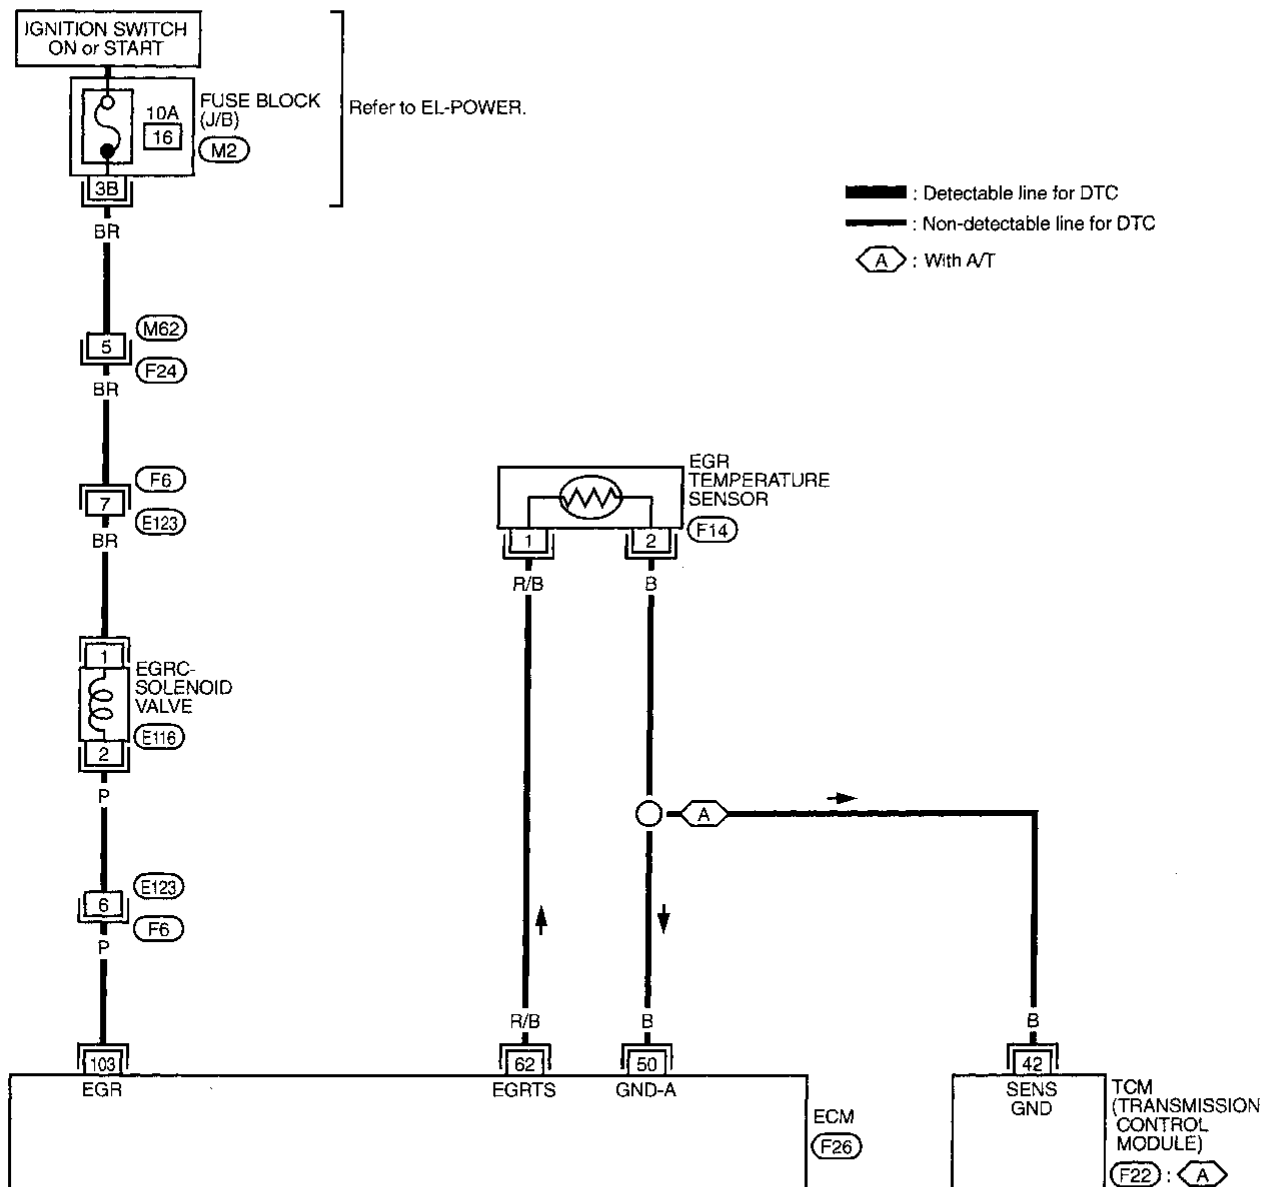 IGNITION SWITCH
ON or START
10A
16
FUSE BLOCK
(J/B)
M2
3B
Refer to EL-POWER.
: Detectable line for DTC
: Non-detectable line for DTC
A : With A/T
BR
M62
5
F24
BR
F6
7
E123
BR
1
EGRC-
SOLENOID
VALVE
E116
2
P
E123
6
F6
P
103
EGR
EGR
TEMPERATURE
SENSOR
F14
1
2
R/B
B
A
R/B
B
B
62
50
42
EGRTS
GND-A
SENS
GND
ECM
F26
TCM
(TRANSMISSION
CONTROL
MODULE)
F22 : A